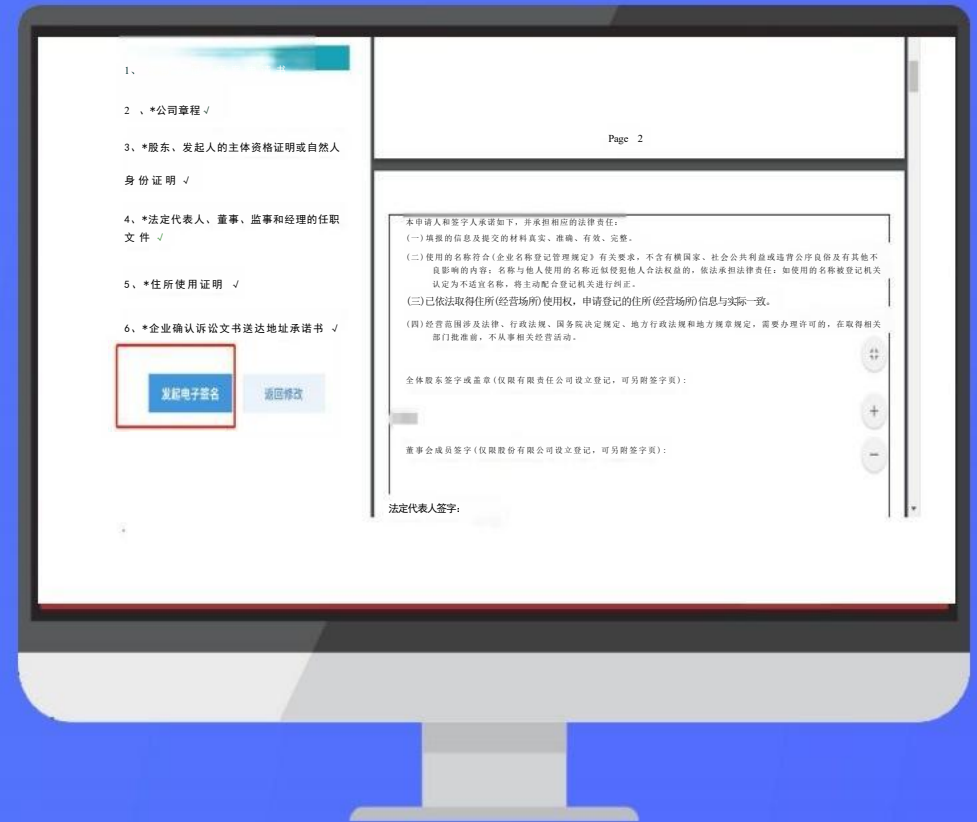 1、
2 、*公司章程√
3、*股东、发起人的主体资格证明或自然人
身份证明 √
4、*法定代表人、董事、监事和经理的任职
文件 √
5、*住所使用证明 √
6、*企业确认诉讼文书送达地址承诺书 √
发起电子签名
返回修改
Page 2
本申请人和签字人承诺如下，并承担相应的法律责任：
(一)填报的信息及提交的材料真实、准确、有效、完整。
(二)使用的名称符合(企业名称登记管理规定》有关要求，不含有横国家、社会公共利益或违背公序良俗及有其他不
良影响的内容；名称与他人使用的名称近似侵犯他人合法权益的，依法承担法律责任：如使用的名称被登记机关
认定为不适宜名称，将主动配合登记机关进行纠正。
(三)已依法取得住所(经营场所)使用权，申请登记的住所(经营场所)信息与实际一致。
(四)经营范围涉及法律、行政法规、国务院决定规定、地方行政法规和地方规章规定，需要办理许可的，在取得相关
部门批准前，不从事相关经营活动。
全体股东签字或盖章(仅限有限责任公司设立登记，可另附签字页)：
董事会成员签字(仅限股份有限公司设立登记，可另附签字页)：
法定代表人签字：